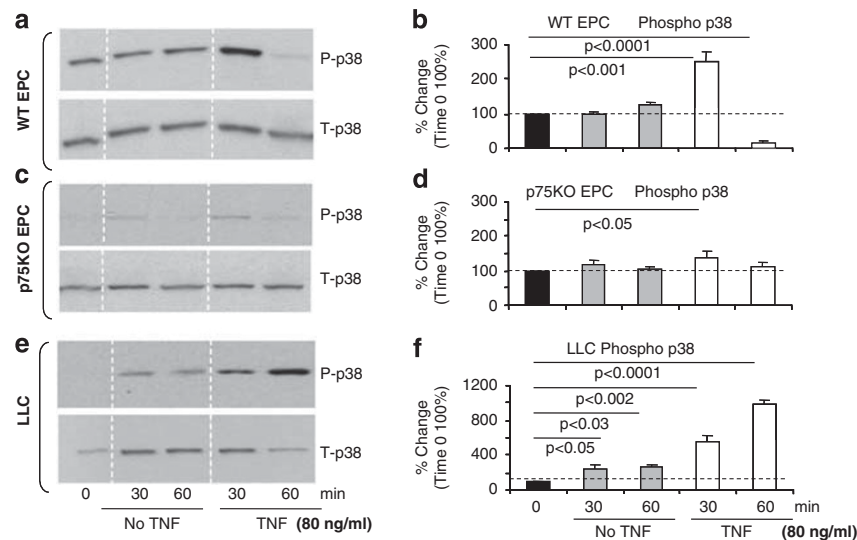 a
WT EPC
P-p38
T-p38
b
WT EPC Phospho p38
p<0.0001
p<0.001
% Change
(Time 0 100%)
300
200
100
0
c
p75KO EPC
P-p38
T-p38
d
p75KO EPC Phospho p38
p<0.05
% Change
(Time 0 100%)
300
200
100
0
e
LLC
P-p38
T-p38
0 30 60 30 60 min
No TNF TNF (80 ng/ml)
f
LLC Phospho p38
p<0.0001
p<0.002
p<0.03
p<0.05
% Change
(Time 0 100%)
1200
800
400
0
0 30 60 30 60 min
No TNF TNF (80 ng/ml)